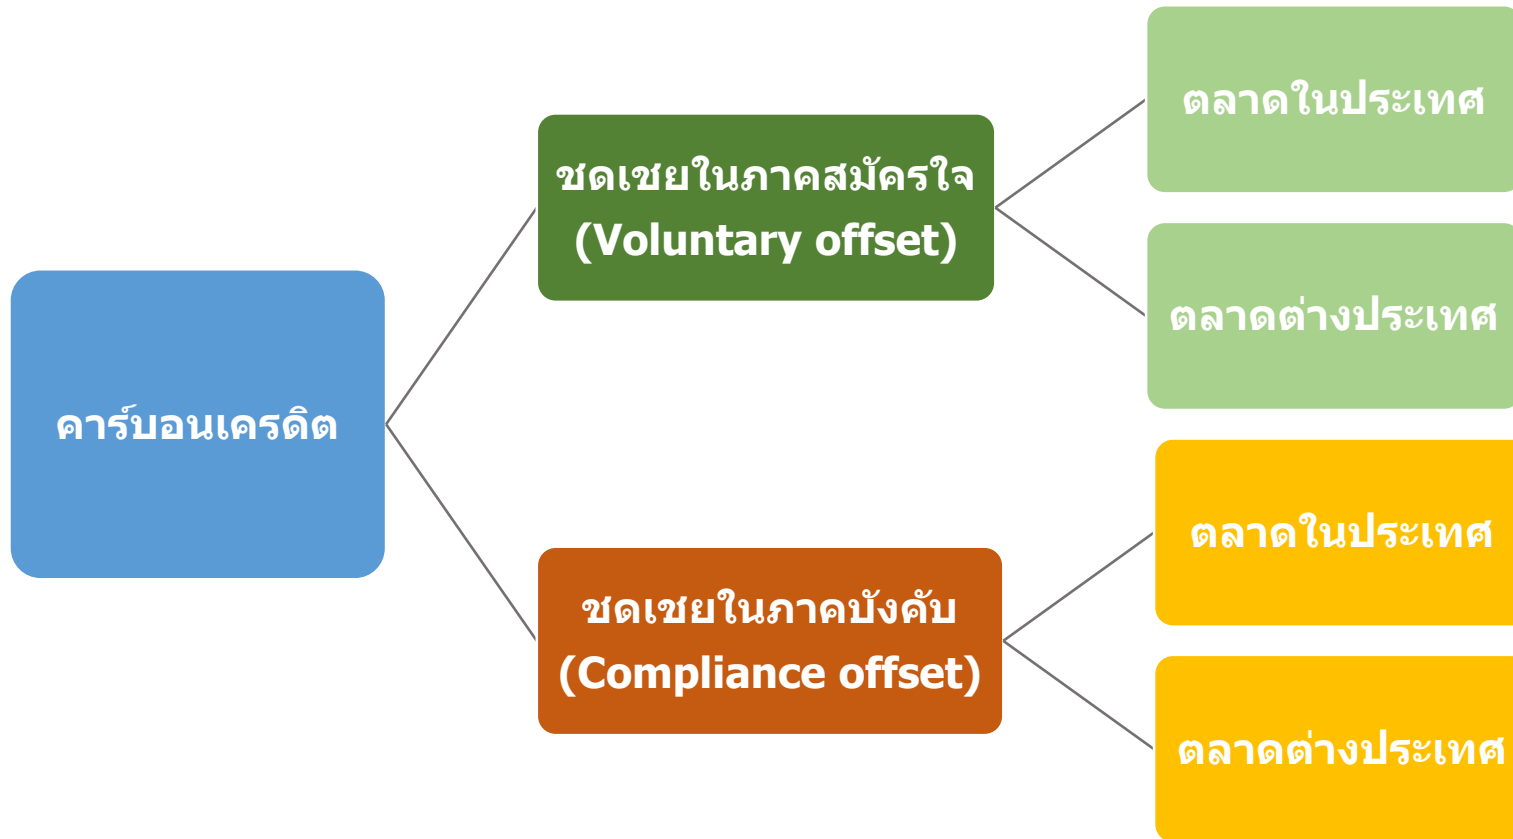 คาร์บอนเครดิต
ชดเชยในภาคสมัครใจ
(Voluntary offset)
ตลาดในประเทศ
ตลาดต่างประเทศ
ชดเชยในภาคบังคับ
(Compliance offset)
ตลาดในประเทศ
ตลาดต่างประเทศ